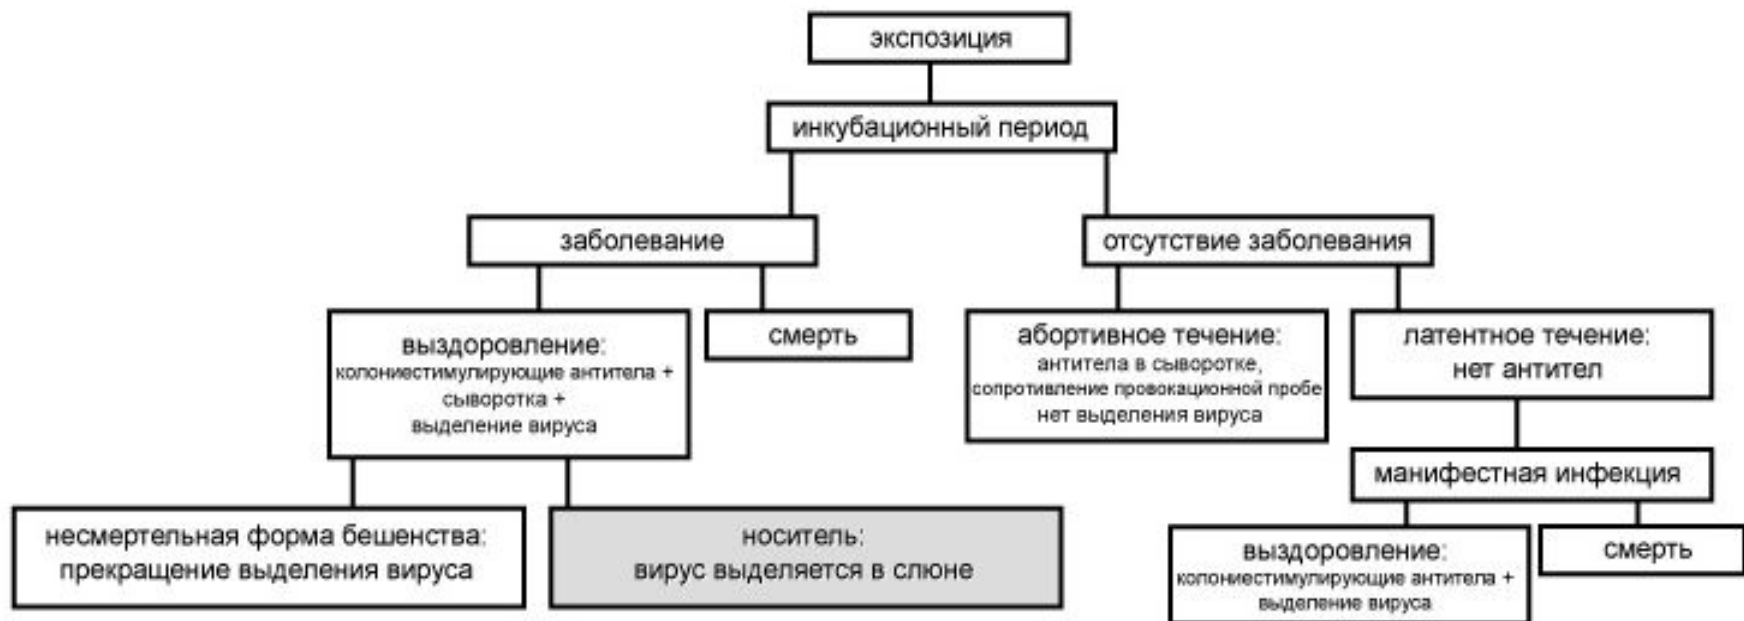 экспозиция
инкубационный период
заболевание
отсутствие заболевания
выздоровление:
колониестимулирующие антитела +
сыворотка +
выделение вируса
смерть
абортивное течение:
антитела в сыворотке,
сопротивление провокационной пробе
нет выделения вируса
латентное течение:
нет антител
манифестная инфекция
несмертельная форма бешенства:
прекращение выделения вируса
носитель:
вирус выделяется в слюне
выздоровление:
колониестимулирующие антитела +
выделение вируса
смерть